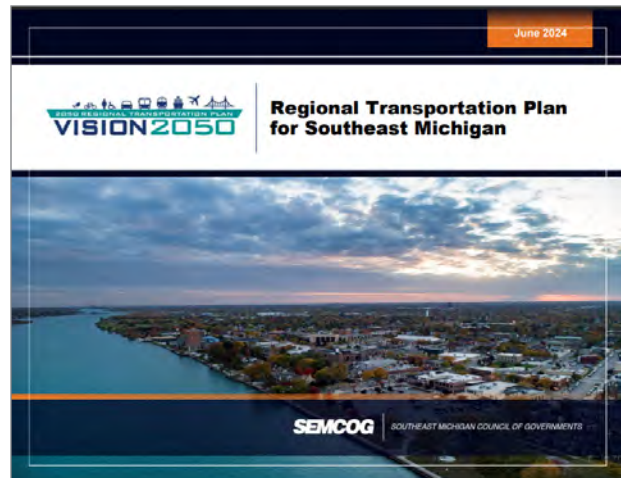 June 2024
2050 REGIONAL TRANSPORTATION PLAN
VISION2050
Regional Transportation Plan
for Southeast Michigan
SEMCOG
SOUTHEAST MICHIGAN COUNCIL OF GOVERNMENTS